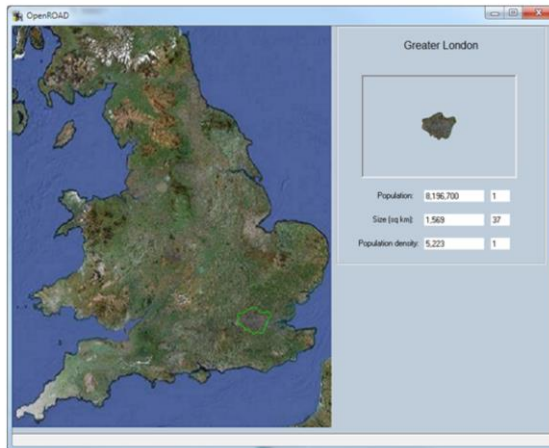 OpenROAD
Greater London
Population: 8,196,700 1
Size (sq km): 1,569 37
Population density: 5,223 1